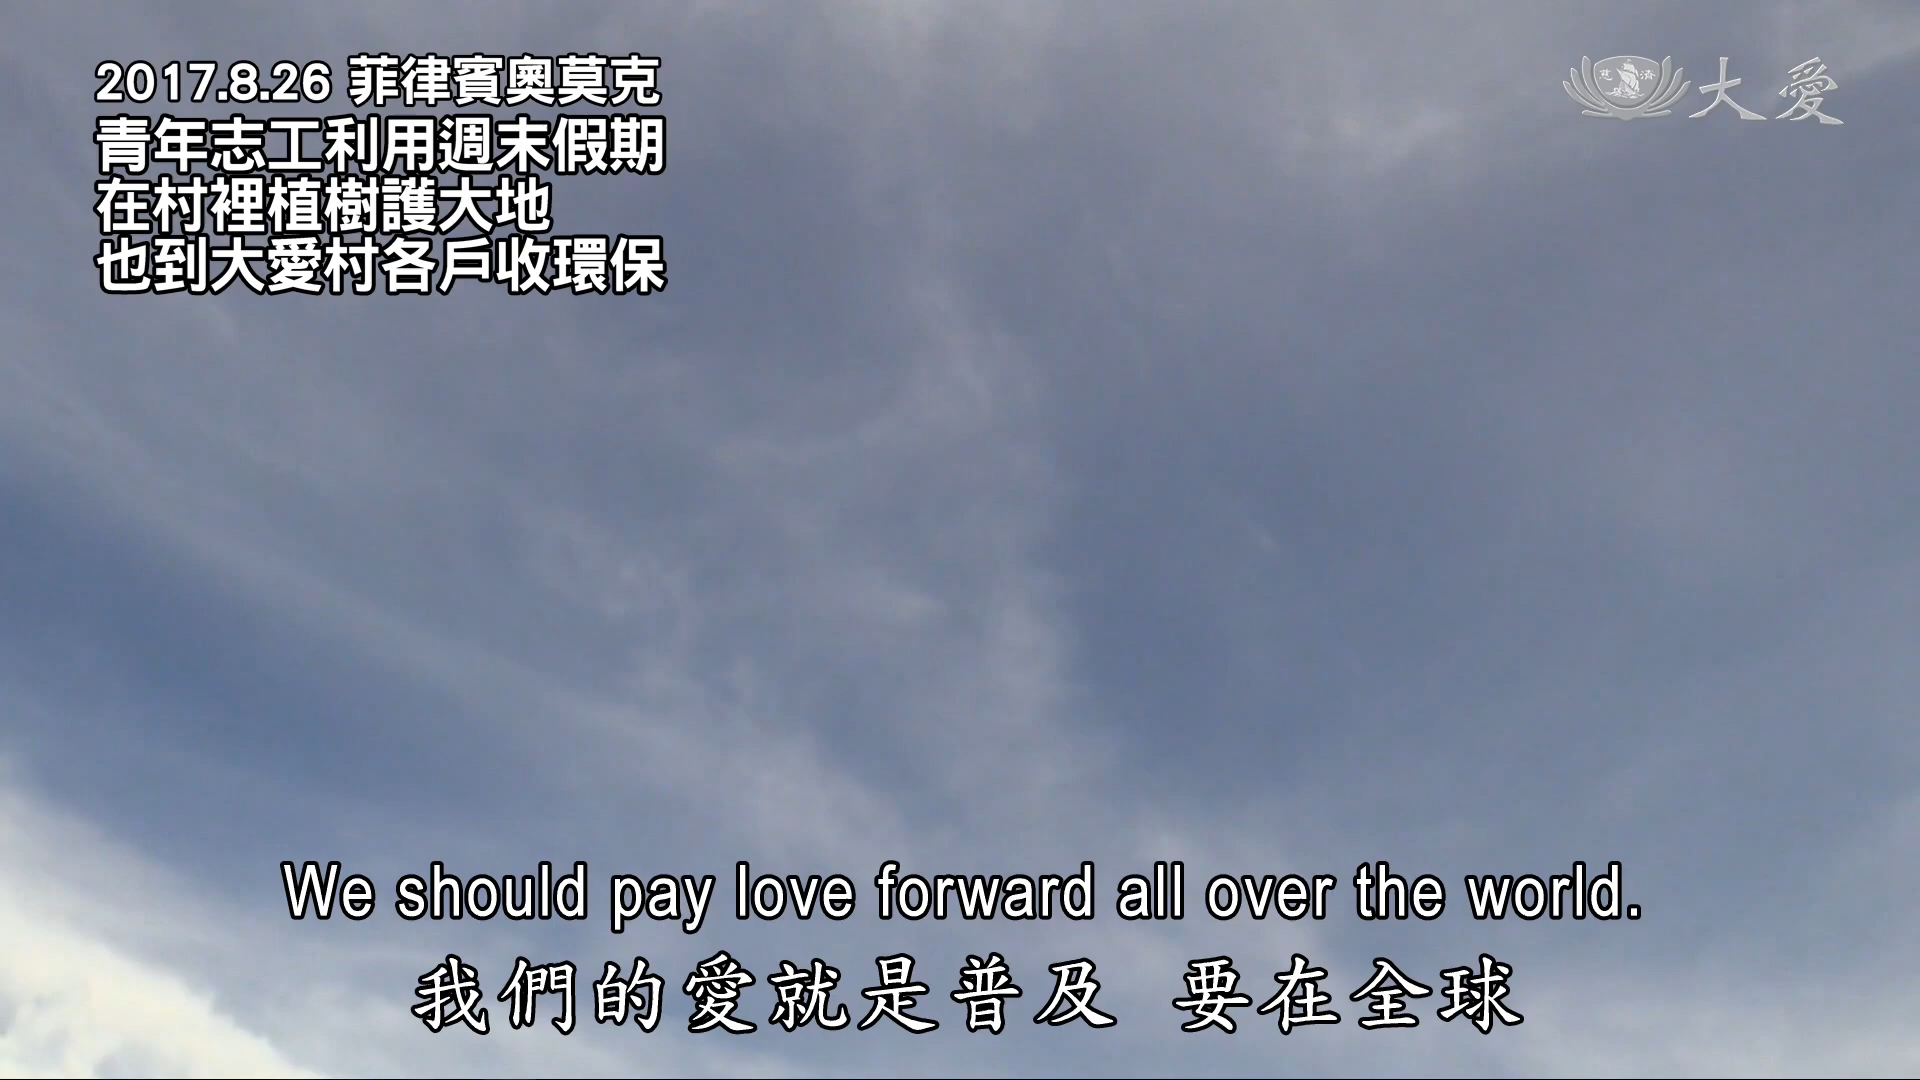 2017.8.26 菲律賓奧莫克
青年志工利用週末假期
在村裡植樹護大地
也到大愛村各戶收環保
慈濟
大愛
We should pay love forward all over the world.
我們的愛就是普及 要在全球